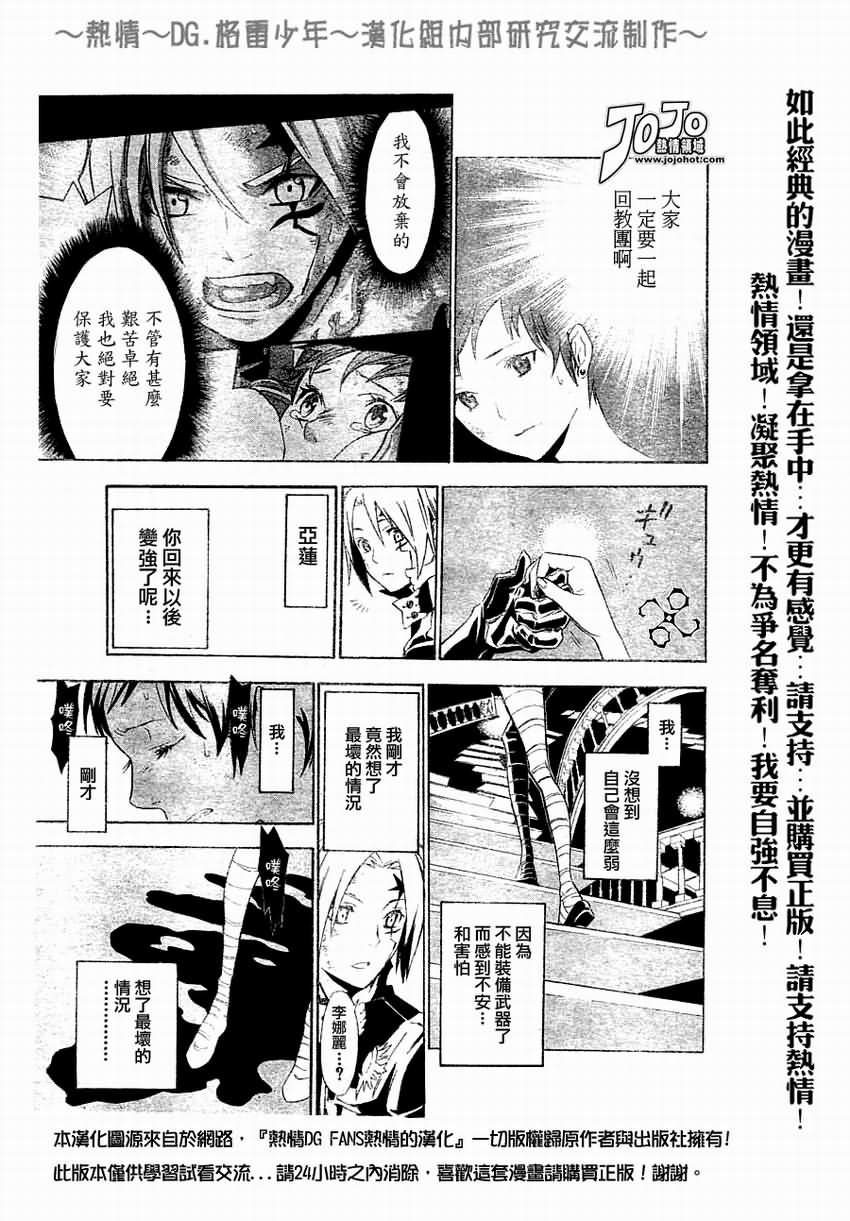 ～熱情～DG.格雷少年～漢化組内部研究交流制作～
如此經典的漫畫！還是拿在手中…才更有感覺…請支持…並購買正版！請支持熱情！
熱情領域！凝聚熱情！不為爭名奪利！我要自強不息！
JOJO
熱情領域
www.jojohot.com
大家
一定要一起
回教團啊
我不會放棄的
不管有甚麼
艱苦卓絕
我也絕對要
保護大家
ギュウ
亞蓮
你回來以後
變強了呢…
我…
沒想到
自己會這麼弱
因為
不能裝備武器了
而感到不安…
和害怕
我剛才
竟然想了
最壞的情況
李娜麗
…？
我…
剛才
噗咚
噗咚
噗咚
想了最壞的
情況……………
本漢化圖源來自於網路，『熱情DG FANS熱情的漢化』一切版權歸原作者與出版社擁有！
此版本僅供學習試看交流...請24小時之內消除，喜歡這套漫畫請購買正版！謝謝。